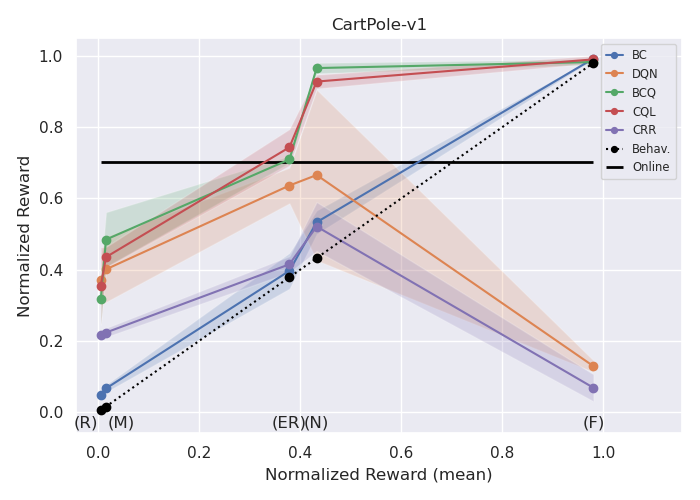 CartPole-v1
Normalized Reward
1.0
0.8
0.6
0.4
0.2
0.0
BC
DQN
BCQ
CQL
CRR
Behav.
Online
(R) (M) (ER) (N) (F)
0.0 0.2 0.4 0.6 0.8 1.0
Normalized Reward (mean)